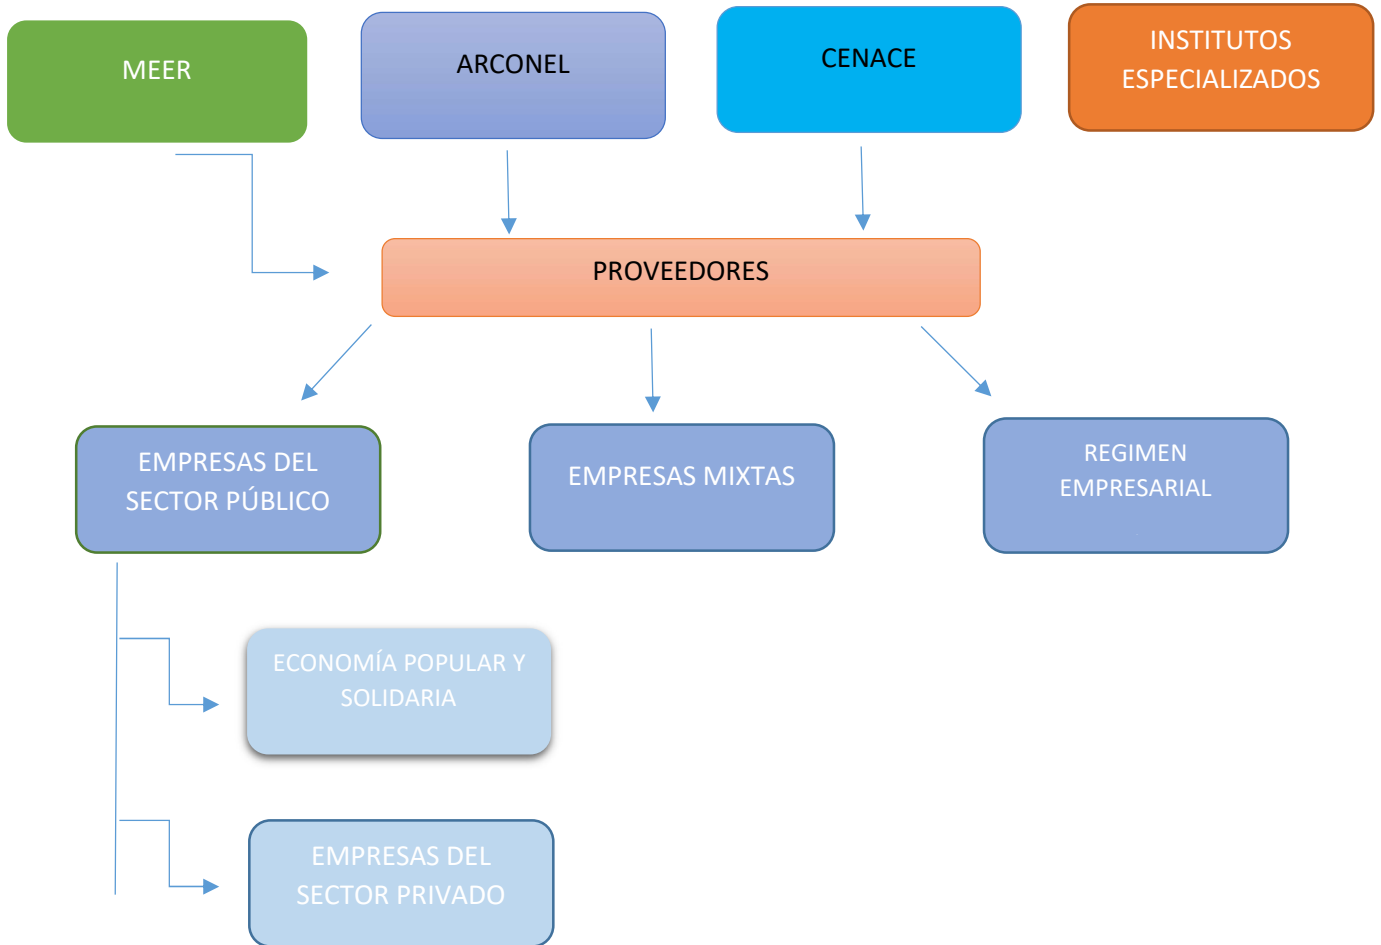 MEER
ARCONEL
CENACE
INSTITUTOS
ESPECIALIZADOS
PROVEEDORES
EMPRESAS DEL
SECTOR PÚBLICO
EMPRESAS MIXTAS
REGIMEN
EMPRESARIAL
ECONOMÍA POPULAR Y
SOLIDARIA
EMPRESAS DEL
SECTOR PRIVADO